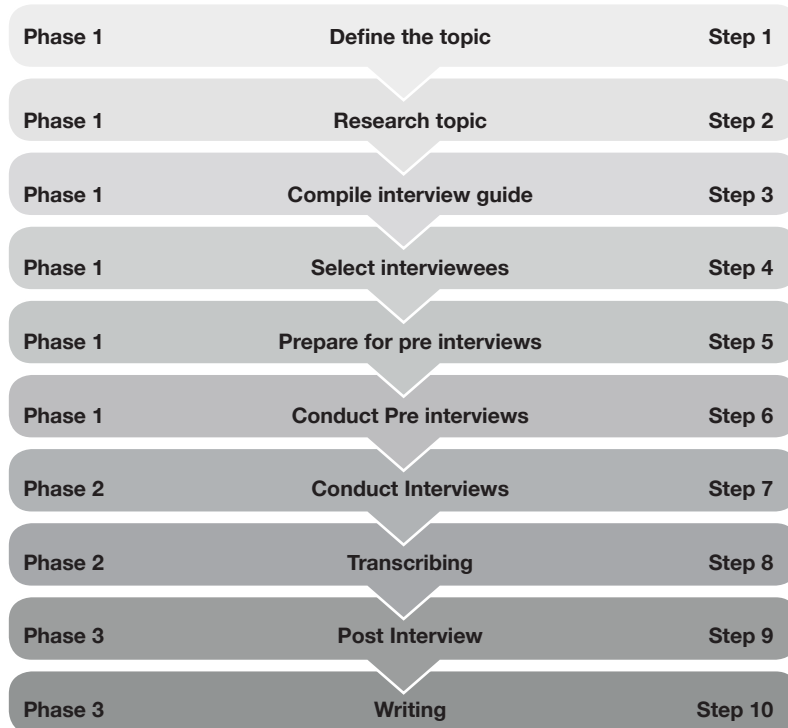 Phase 1 Define the topic Step 1
Phase 1 Research topic Step 2
Phase 1 Compile interview guide Step 3
Phase 1 Select interviewees Step 4
Phase 1 Prepare for pre interviews Step 5
Phase 1 Conduct Pre interviews Step 6
Phase 2 Conduct Interviews Step 7
Phase 2 Transcribing Step 8
Phase 3 Post Interview Step 9
Phase 3 Writing Step 10